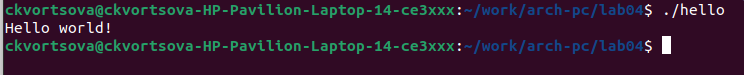 ckvortsova@ckvortsova-HP-Pavilion-Laptop-14-ce3xxx:~/work/arch-pc/lab04$ ./hello
Hello world!
ckvortsova@ckvortsova-HP-Pavilion-Laptop-14-ce3xxx:~/work/arch-pc/lab04$